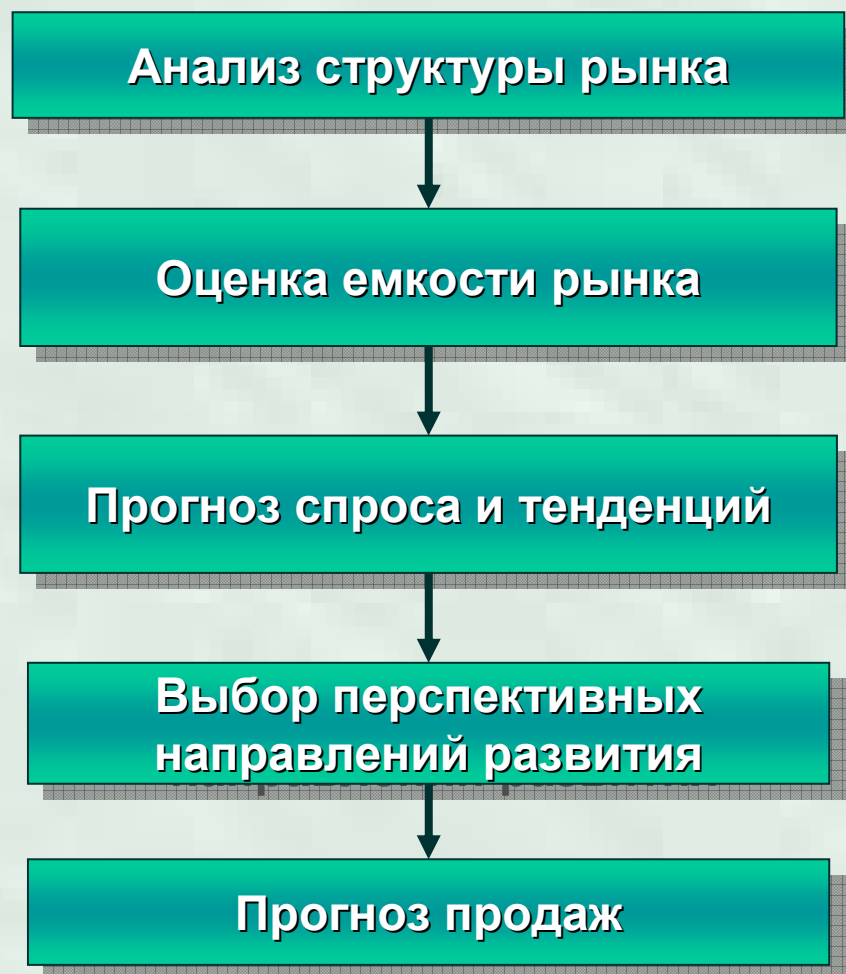 Анализ структуры рынка
Оценка емкости рынка
Прогноз спроса и тенденций
Выбор перспективных
направлений развития
Прогноз продаж